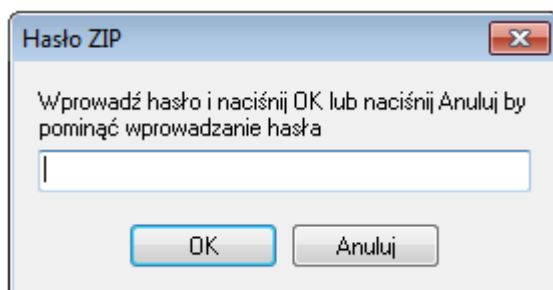 Hasło ZIP
Wprowadź hasło i naciśnij OK lub naciśnij Anuluj by
pominąć wprowadzanie hasła
OK
Anuluj